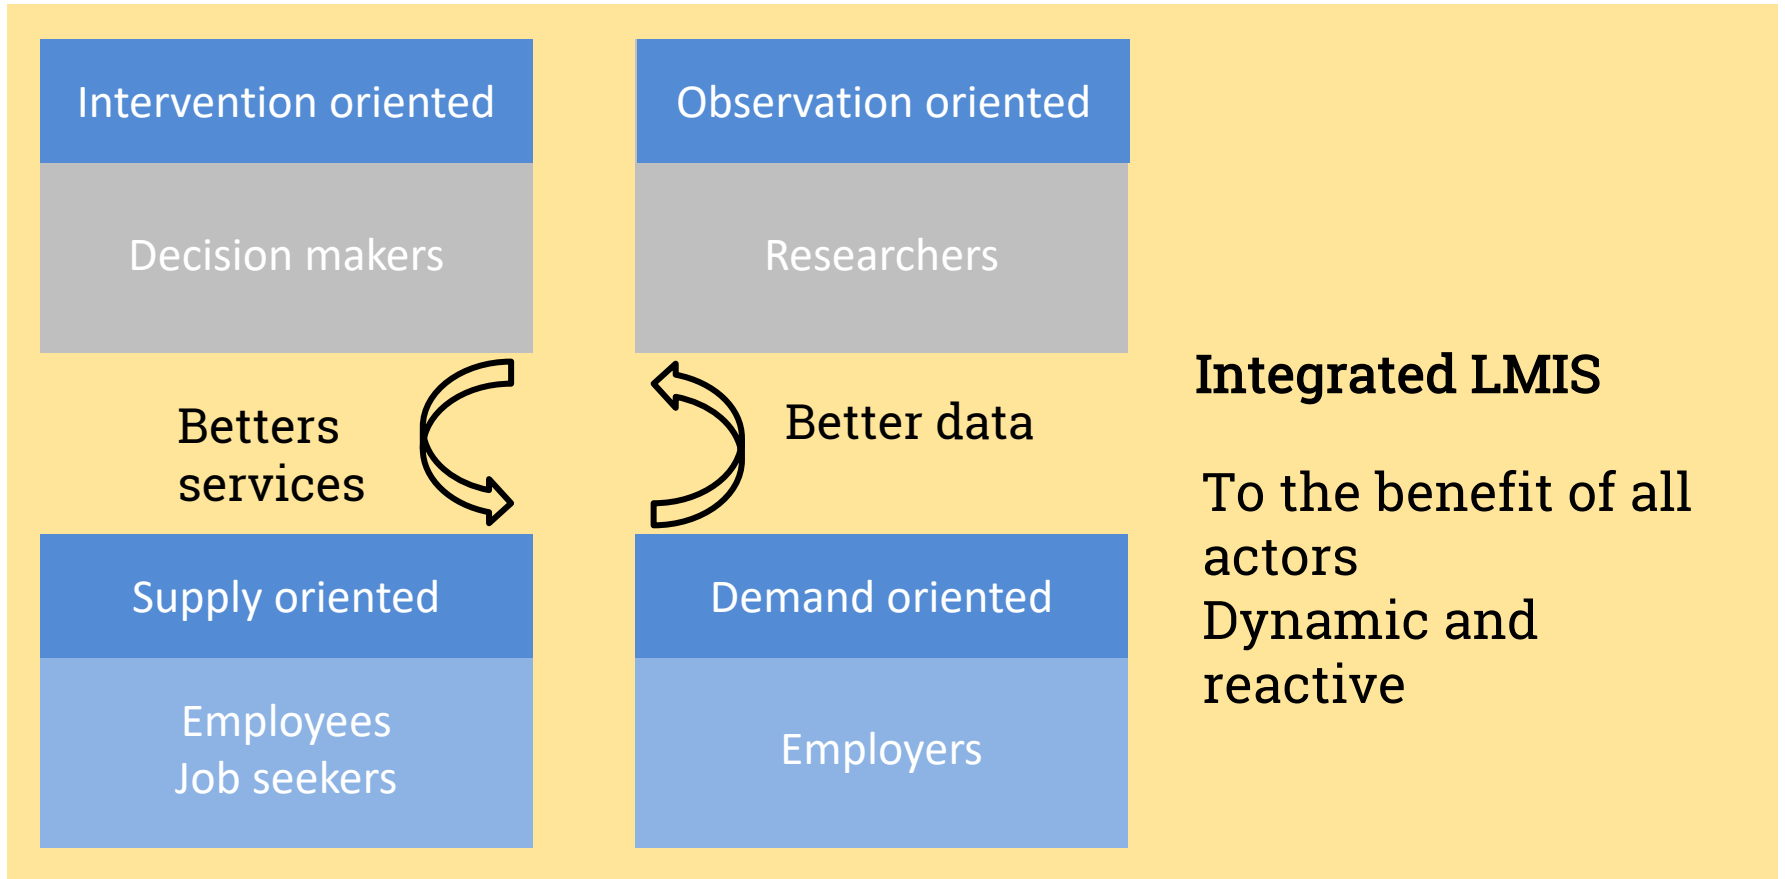 Intervention oriented
Decision makers
Observation oriented
Researchers
Betters
services
Better data
Supply oriented
Employees
Job seekers
Demand oriented
Employers
Integrated LMIS
To the benefit of all
actors
Dynamic and
reactive